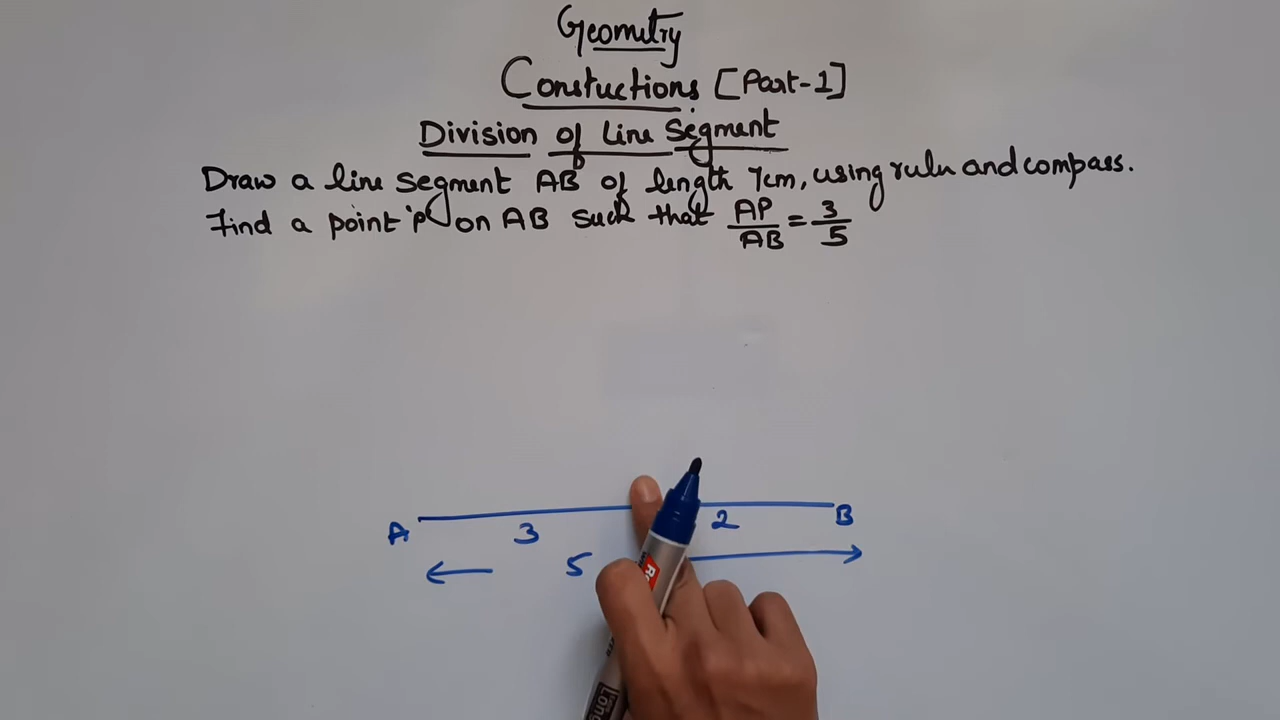 Geometry
Constuctions [Part-1]
Division of Line Segment
Draw a line segment AB of length 7cm, using ruler and compass.
Find a point 'P' on AB such that AP/AB = 3/5
A 3 2 B
5
Long